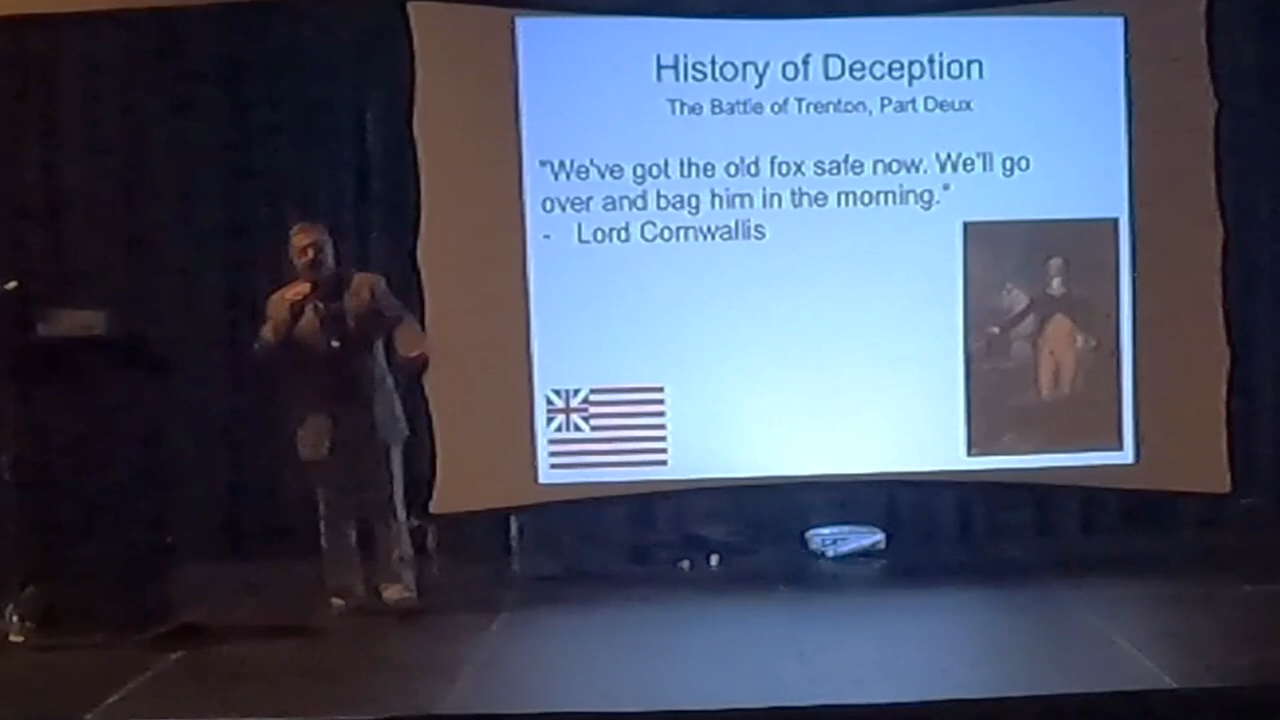 History of Deception
The Battle of Trenton, Part Deux
"We've got the old fox safe now. We'll go
over and bag him in the morning."
- Lord Cornwallis